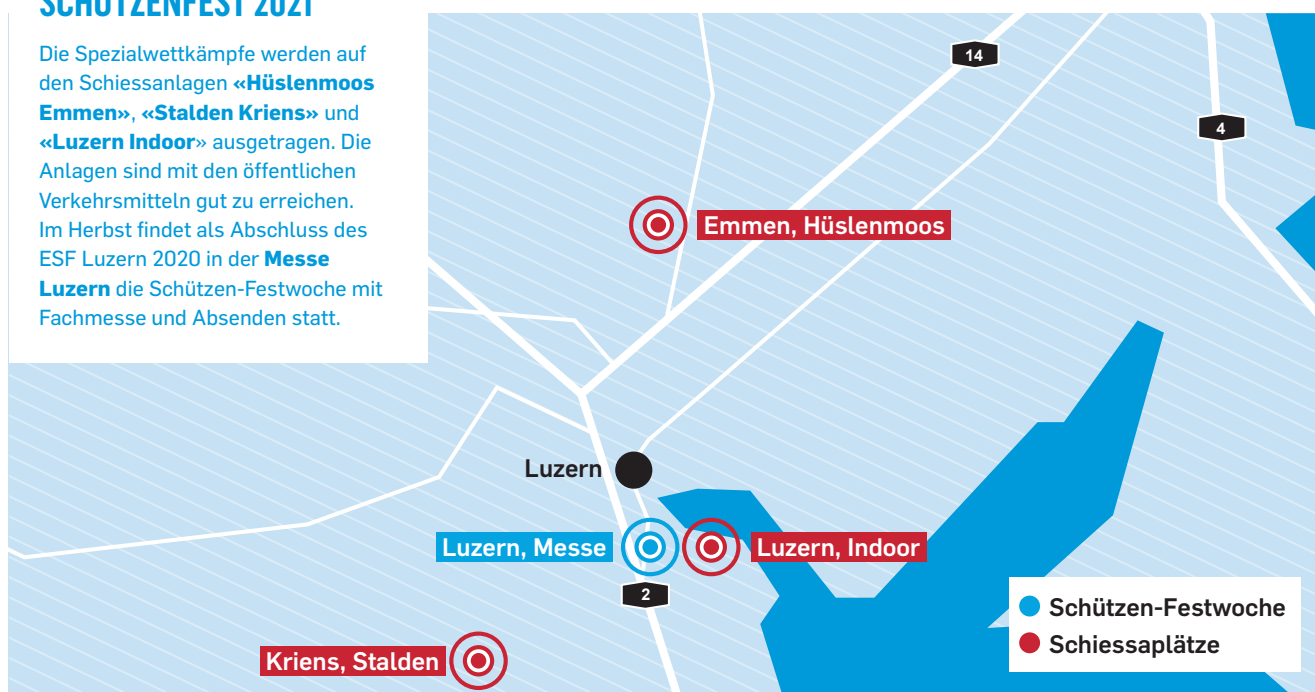 SCHÜTZENFEST 2021
Die Spezialwettkämpfe werden auf
den Schiessanlagen «Hüslenmoos
Emmen», «Stalden Kriens» und
«Luzern Indoor» ausgetragen. Die
Anlagen sind mit den öffentlichen
Verkehrsmitteln gut zu erreichen.
Im Herbst findet als Abschluss des
ESF Luzern 2020 in der Messe
Luzern die Schützen-Festwoche mit
Fachmesse und Absenden statt.
14
4
Emmen, Hüslenmoos
Luzern
Luzern, Messe
Luzern, Indoor
2
Kriens, Stalden
Schützen-Festwoche
Schiessaplätze